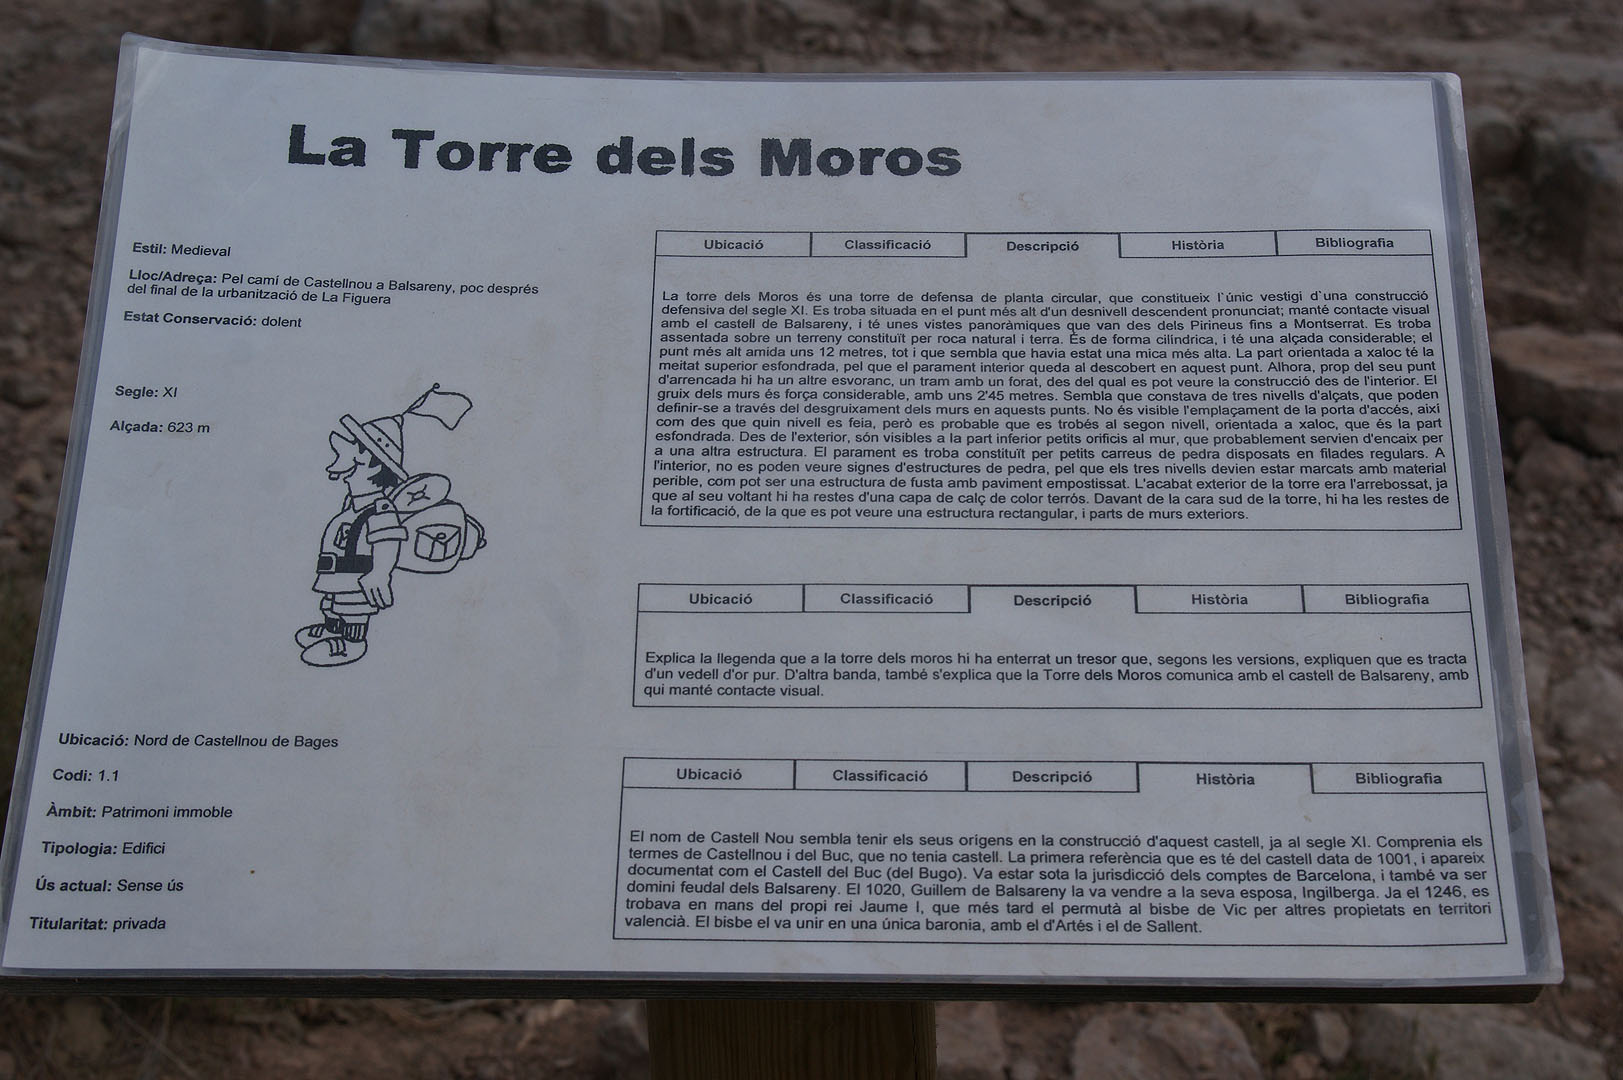 La Torre dels Moros
Estil: Medieval
Lloc/Adreça: Pel camí de Castellnou a Balsareny, poc després
del final de la urbanització de La Figuera
Estat Conservació: dolent
Segle: XI
Alçada: 623 m
Ubicació: Nord de Castellnou de Bages
Codi: 1.1
Àmbit: Patrimoni immoble
Tipologia: Edifici
Ús actual: Sense ús
Titularitat: privada
Ubicació Classificació Descripció Història Bibliografia
La torre dels Moros és una torre de defensa de planta circular, que constitueix l`únic vestigi d'una construcció
defensiva del segle XI. Es troba situada en el punt més alt d'un desnivell descendent pronunciat; manté contacte visual
amb el castell de Balsareny, i té unes vistes panoràmiques que van des dels Pirineus fins a Montserrat. Es troba
assentada sobre un terreny constituït per roca natural i terra. És de forma cilíndrica, i té una alçada considerable; el
punt més alt amida uns 12 metres, tot i que sembla que havia estat una mica més alta. La part orientada a xaloc té la
meitat superior esfondrada, pel que el parament interior queda al descobert en aquest punt. Alhora, prop del seu punt
d'arrencada hi ha un altre esvoranc, un tram amb un forat, des del qual es pot veure la construcció des de l'interior. El
gruix dels murs és força considerable, amb uns 2'45 metres. Sembla que constava de tres nivells d'alçats, que poden
definir-se a través del desgruixament dels murs en aquests punts. No és visible l'emplaçament de la porta d'accés, així
com des que quin nivell es feia, però es probable que es trobés al segon nivell, orientada a xaloc, que és la part
esfondrada. Des de l'exterior, són visibles a la part inferior petits orificis al mur, que probablement servien d'encaix per
a una altra estructura. El parament es troba constituït per petits carreus de pedra disposats en filades regulars. A
l'interior, no es poden veure signes d'estructures de pedra, pel que els tres nivells devien estar marcats amb material
perible, com pot ser una estructura de fusta amb paviment empostissat. L'acabat exterior de la torre era l'arrebossat, ja
que al seu voltant hi ha restes d'una capa de calç de color terrós. Davant de la cara sud de la torre, hi ha les restes de
la fortificació, de la que es pot veure una estructura rectangular, i parts de murs exteriors.
Ubicació Classificació Descripció Història Bibliografia
Explica la llegenda que a la torre dels moros hi ha enterrat un tresor que, segons les versions, expliquen que es tracta
d'un vedell d'or pur. D'altra banda, també s'explica que la Torre dels Moros comunica amb el castell de Balsareny, amb
qui manté contacte visual.
Ubicació Classificació Descripció Història Bibliografia
El nom de Castell Nou sembla tenir els seus orígens en la construcció d'aquest castell, ja al segle XI. Comprenia els
termes de Castellnou i del Buc, que no tenia castell. La primera referència que es té del castell data de 1001, i apareix
documentat com el Castell del Buc (del Bugo). Va estar sota la jurisdicció dels comptes de Barcelona, i també va ser
domini feudal dels Balsareny. El 1020, Guillem de Balsareny la va vendre a la seva esposa, Ingilberga. Ja el 1246, es
trobava en mans del propi rei Jaume I, que més tard el permutà al bisbe de Vic per altres propietats en territori
valencià. El bisbe el va unir en una única baronia, amb el d'Artés i el de Sallent.